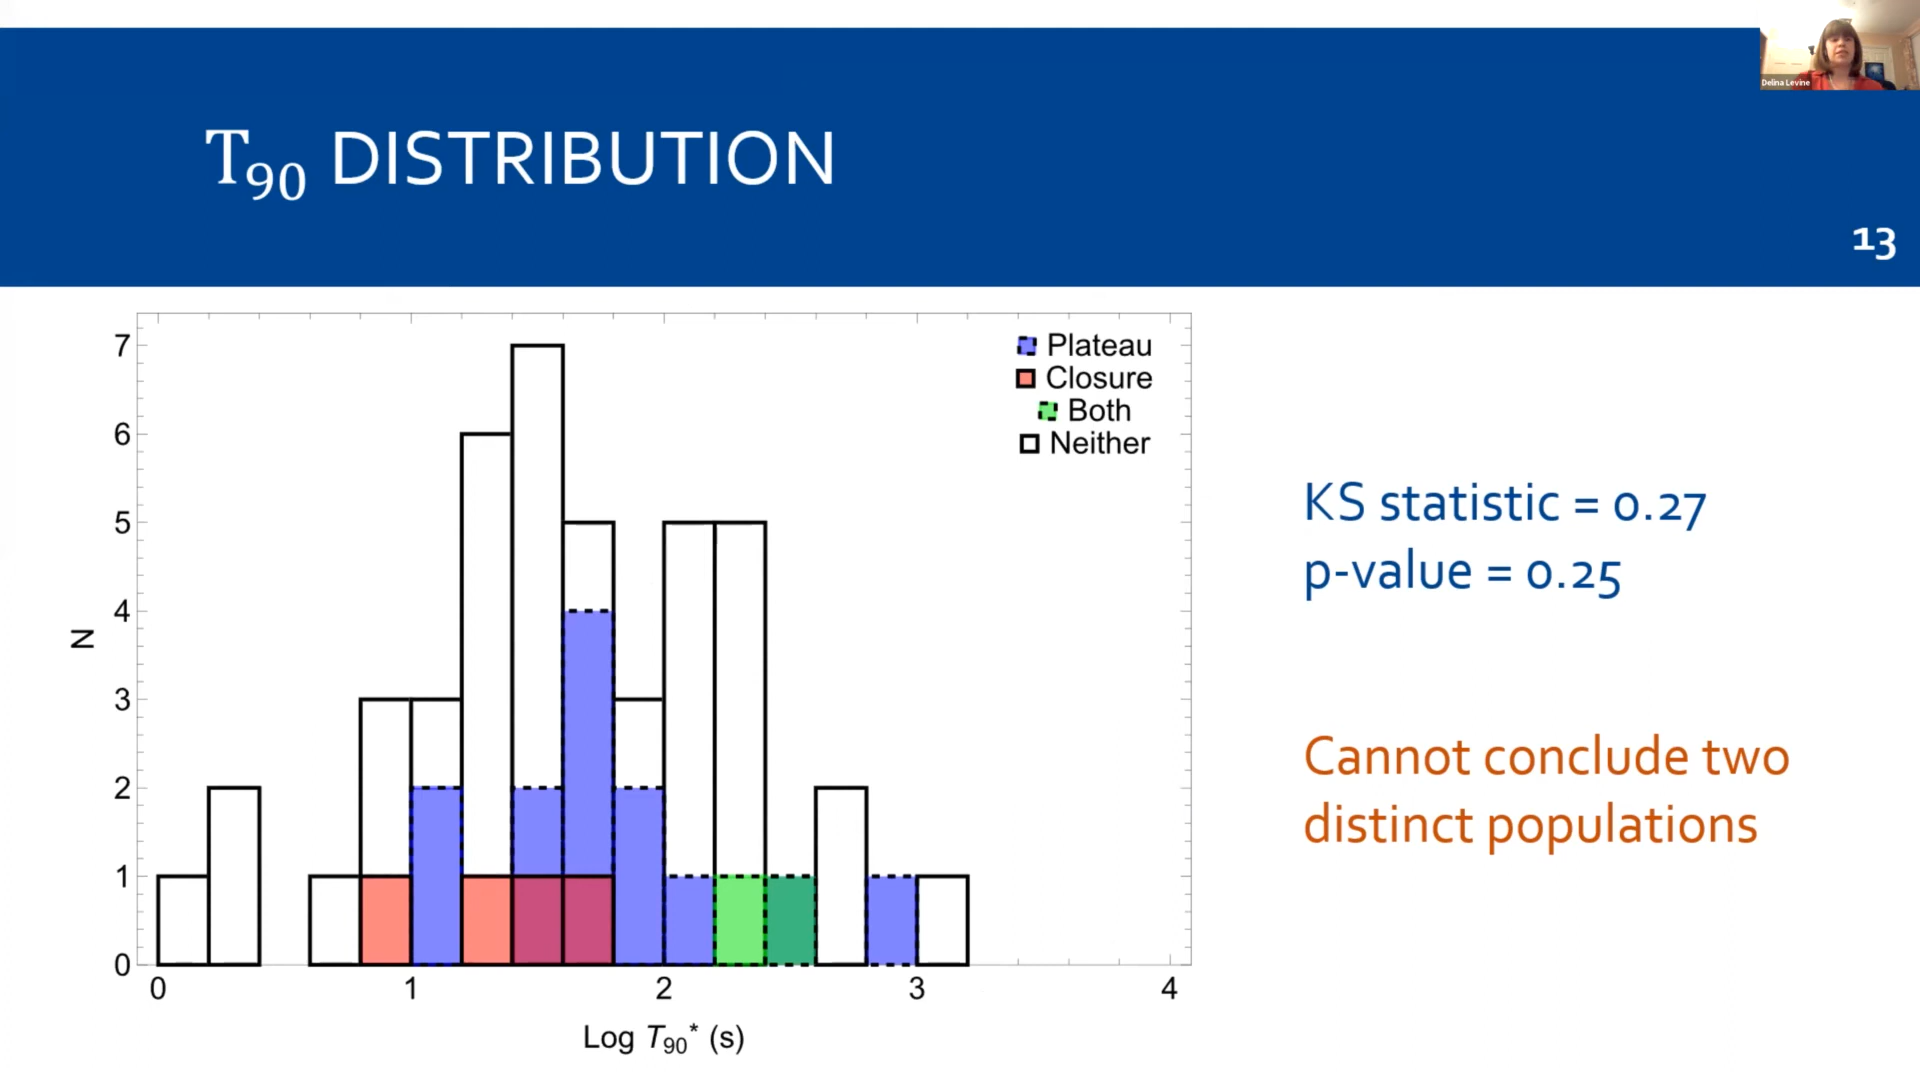 Delina Levine
T₉₀ DISTRIBUTION
13
7
6
5
4
3
2
1
0
N
Plateau
Closure
Both
Neither
0 1 2 3 4
Log T₉₀* (s)
KS statistic = 0.27
p-value = 0.25
Cannot conclude two
distinct populations